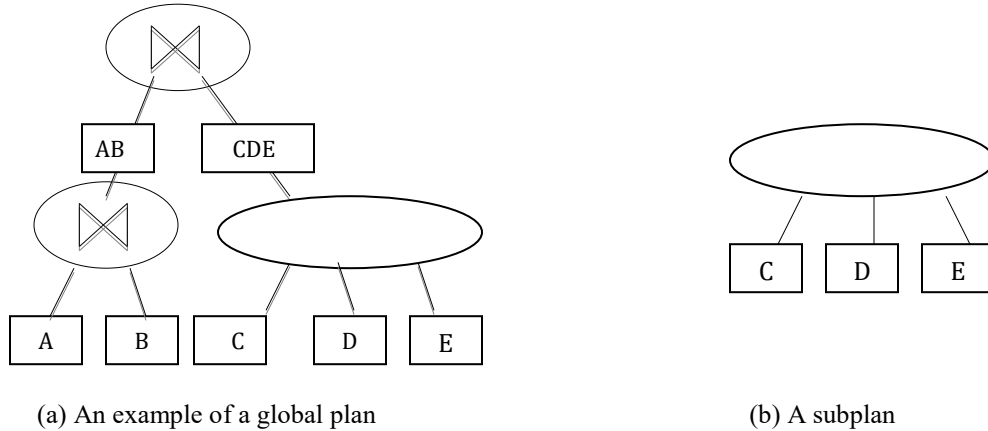 AB CDE
C D E
A B C D E
(a) An example of a global plan (b) A subplan